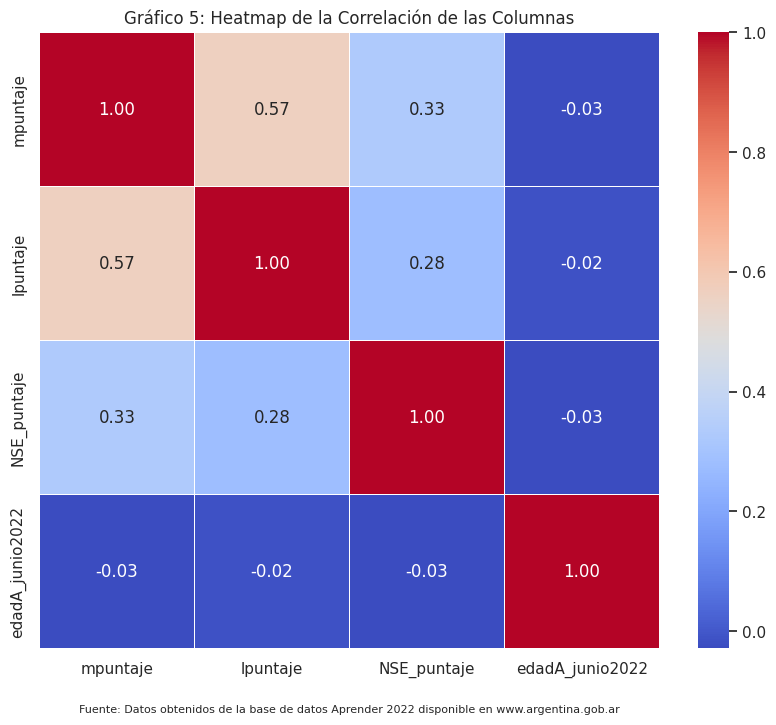 Gráfico 5: Heatmap de la Correlación de las Columnas
mpuntaje 1.00 0.57 0.33 -0.03
lpuntaje 0.57 1.00 0.28 -0.02
NSE_puntaje 0.33 0.28 1.00 -0.03
edadA_junio2022 -0.03 -0.02 -0.03 1.00
mpuntaje lpuntaje NSE_puntaje edadA_junio2022
1.0
0.8
0.6
0.4
0.2
0.0
Fuente: Datos obtenidos de la base de datos Aprender 2022 disponible en www.argentina.gob.ar